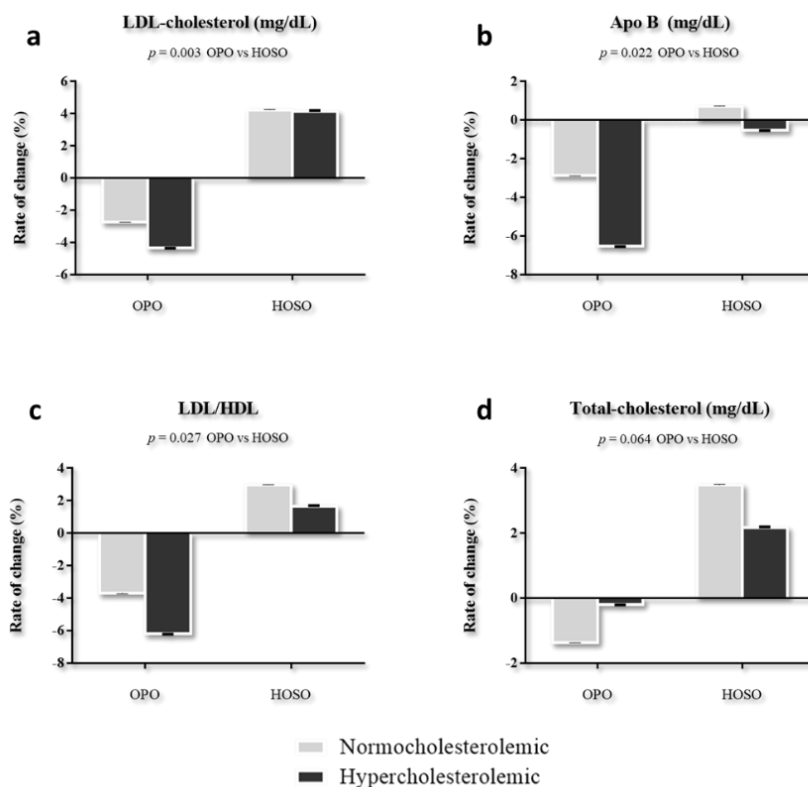 a
LDL-cholesterol (mg/dL)
p = 0.003 OPO vs HOSO
Rate of change (%)
6
4
2
0
-2
-4
-6
OPO HOSO
b
Apo B (mg/dL)
p = 0.022 OPO vs HOSO
Rate of change (%)
2
0
-2
-4
-6
-8
OPO HOSO
c
LDL/HDL
p = 0.027 OPO vs HOSO
Rate of change (%)
4
2
0
-2
-4
-6
-8
OPO HOSO
d
Total-cholesterol (mg/dL)
p = 0.064 OPO vs HOSO
Rate of change (%)
4
2
0
-2
OPO HOSO
Normocholesterolemic
Hypercholesterolemic